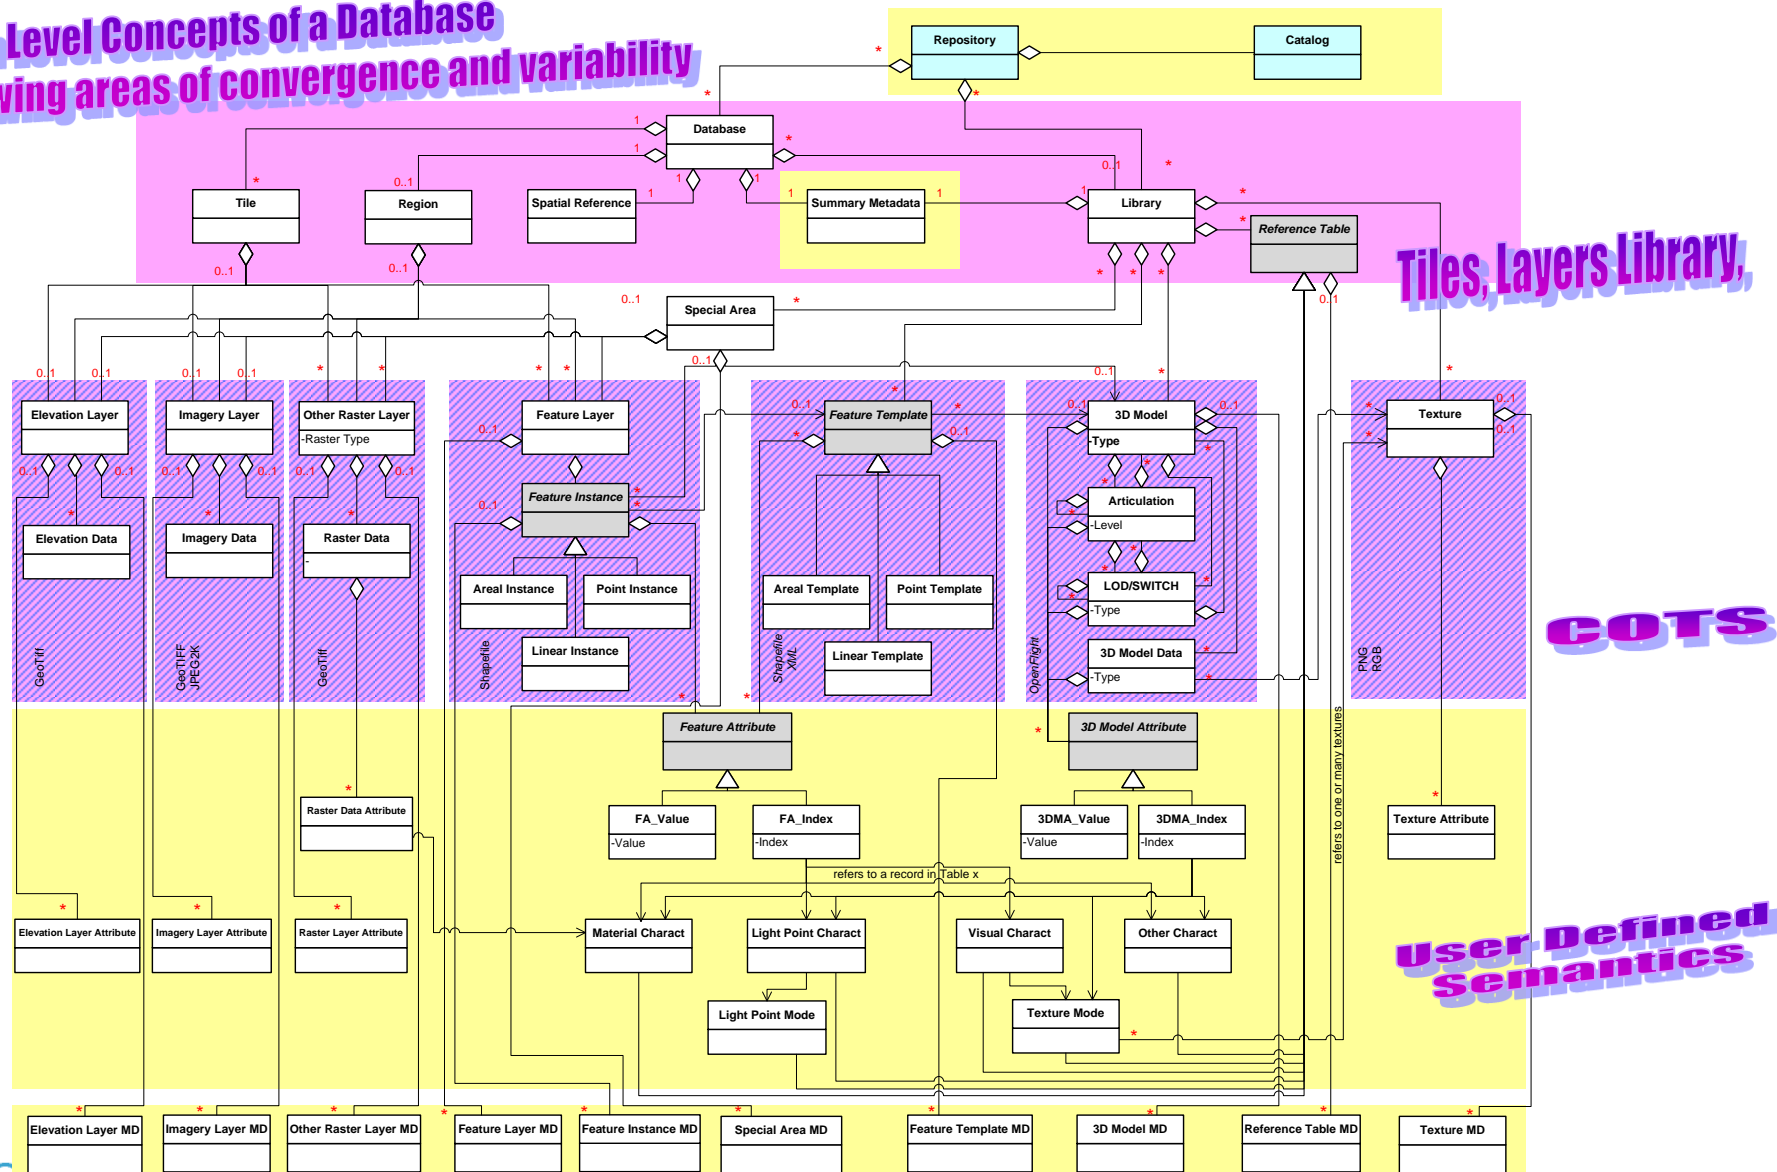 Level Concepts of a Database
wing areas of convergence and variability
Repository
Catalog
Database
Tile
Region
Spatial Reference
Summary Metadata
Library
Reference Table
Tiles, Layers Library,
Special Area
Elevation Layer
Imagery Layer
Other Raster Layer
-Raster Type
Feature Layer
Feature Template
3D Model
-Type
Texture
Feature Instance
Articulation
-Level
Elevation Data
Imagery Data
Raster Data
-
Areal Instance
Point Instance
Areal Template
Point Template
LOD/SWITCH
-Type
Linear Instance
Linear Template
3D Model Data
-Type
GeoTiff
GeoTIFF
JPEG2K
GeoTiff
Shapefile
Shapefile
XML
OpenFlight
PNG
RGB
COTS
Feature Attribute
3D Model Attribute
refers to one or many textures
Raster Data Attribute
FA_Value
-Value
FA_Index
-Index
3DMA_Value
-Value
3DMA_Index
-Index
Texture Attribute
refers to a record in Table x
Elevation Layer Attribute
Imagery Layer Attribute
Raster Layer Attribute
Material Charact
Light Point Charact
Visual Charact
Other Charact
User Defined
Semantics
Light Point Mode
Texture Mode
Elevation Layer MD
Imagery Layer MD
Other Raster Layer MD
Feature Layer MD
Feature Instance MD
Special Area MD
Feature Template MD
3D Model MD
Reference Table MD
Texture MD